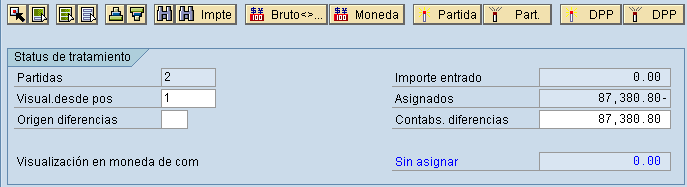 Impte Bruto<>... Moneda Partida Part. DPP DPP
Status de tratamiento
Partidas 2 Importe entrado 0.00
Visual.desde pos 1 Asignados 87,380.80-
Origen diferencias Contabs. diferencias 87,380.80
Visualización en moneda de com Sin asignar 0.00